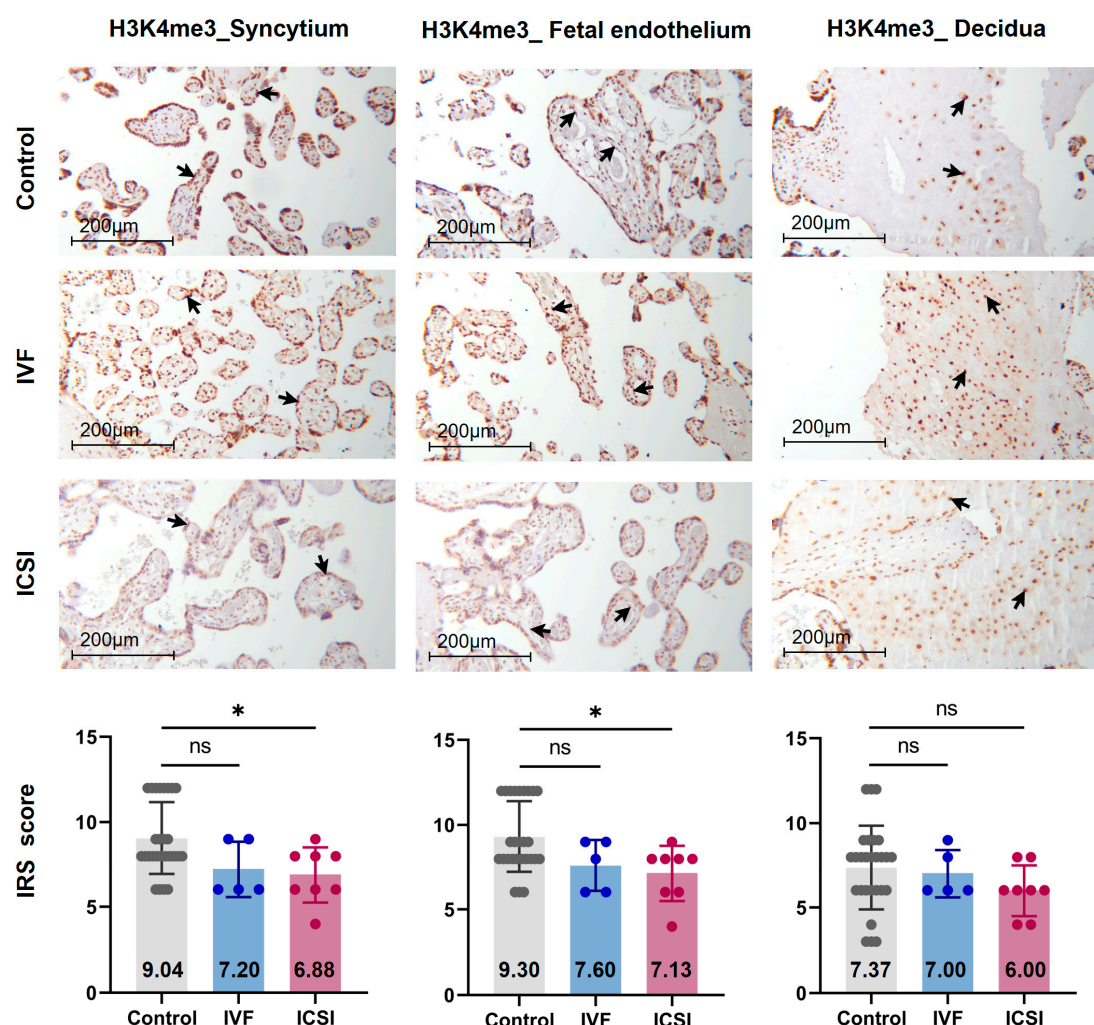 H3K4me3_Syncytium
H3K4me3_ Fetal endothelium
H3K4me3_ Decidua
Control
200μm
200μm
200μm
IVF
200μm
200μm
200μm
ICSI
200μm
200μm
200μm
IRS score
*
ns
15
10
5
0
9.04
7.20
6.88
Control
IVF
ICSI
*
ns
15
10
5
0
9.30
7.60
7.13
Control
IVF
ICSI
ns
ns
15
10
5
0
7.37
7.00
6.00
Control
IVF
ICSI